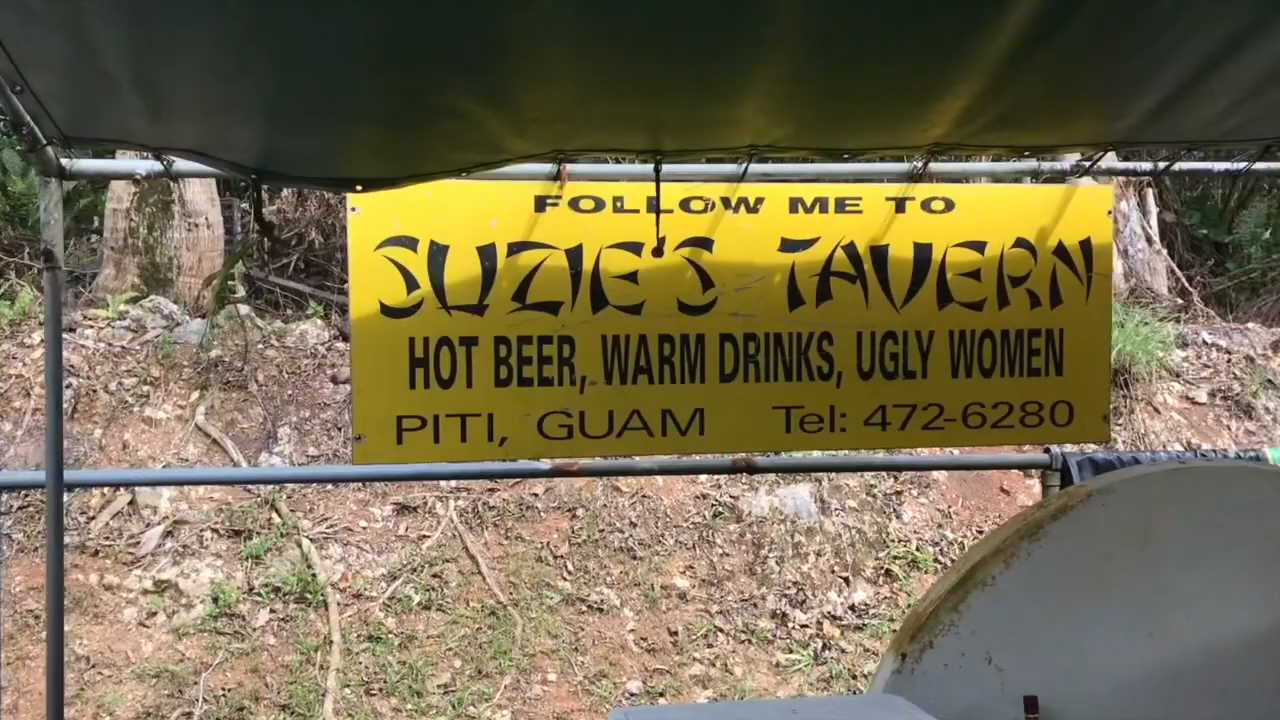 FOLLOW ME TO
SUZIE'S TAVERN
HOT BEER, WARM DRINKS, UGLY WOMEN
PITI, GUAM Tel: 472-6280